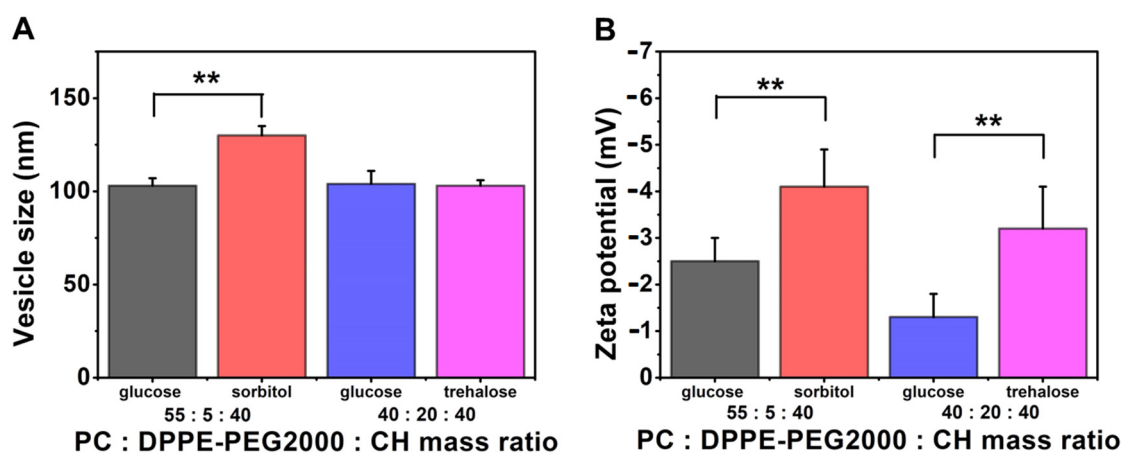 A
Vesicle size (nm)
150
100
50
0
**
glucose sorbitol glucose trehalose
55 : 5 : 40 40 : 20 : 40
PC : DPPE-PEG2000 : CH mass ratio
B
Zeta potential (mV)
-7
-6
-5
-4
-3
-2
-1
0
**
**
glucose sorbitol glucose trehalose
55 : 5 : 40 40 : 20 : 40
PC : DPPE-PEG2000 : CH mass ratio